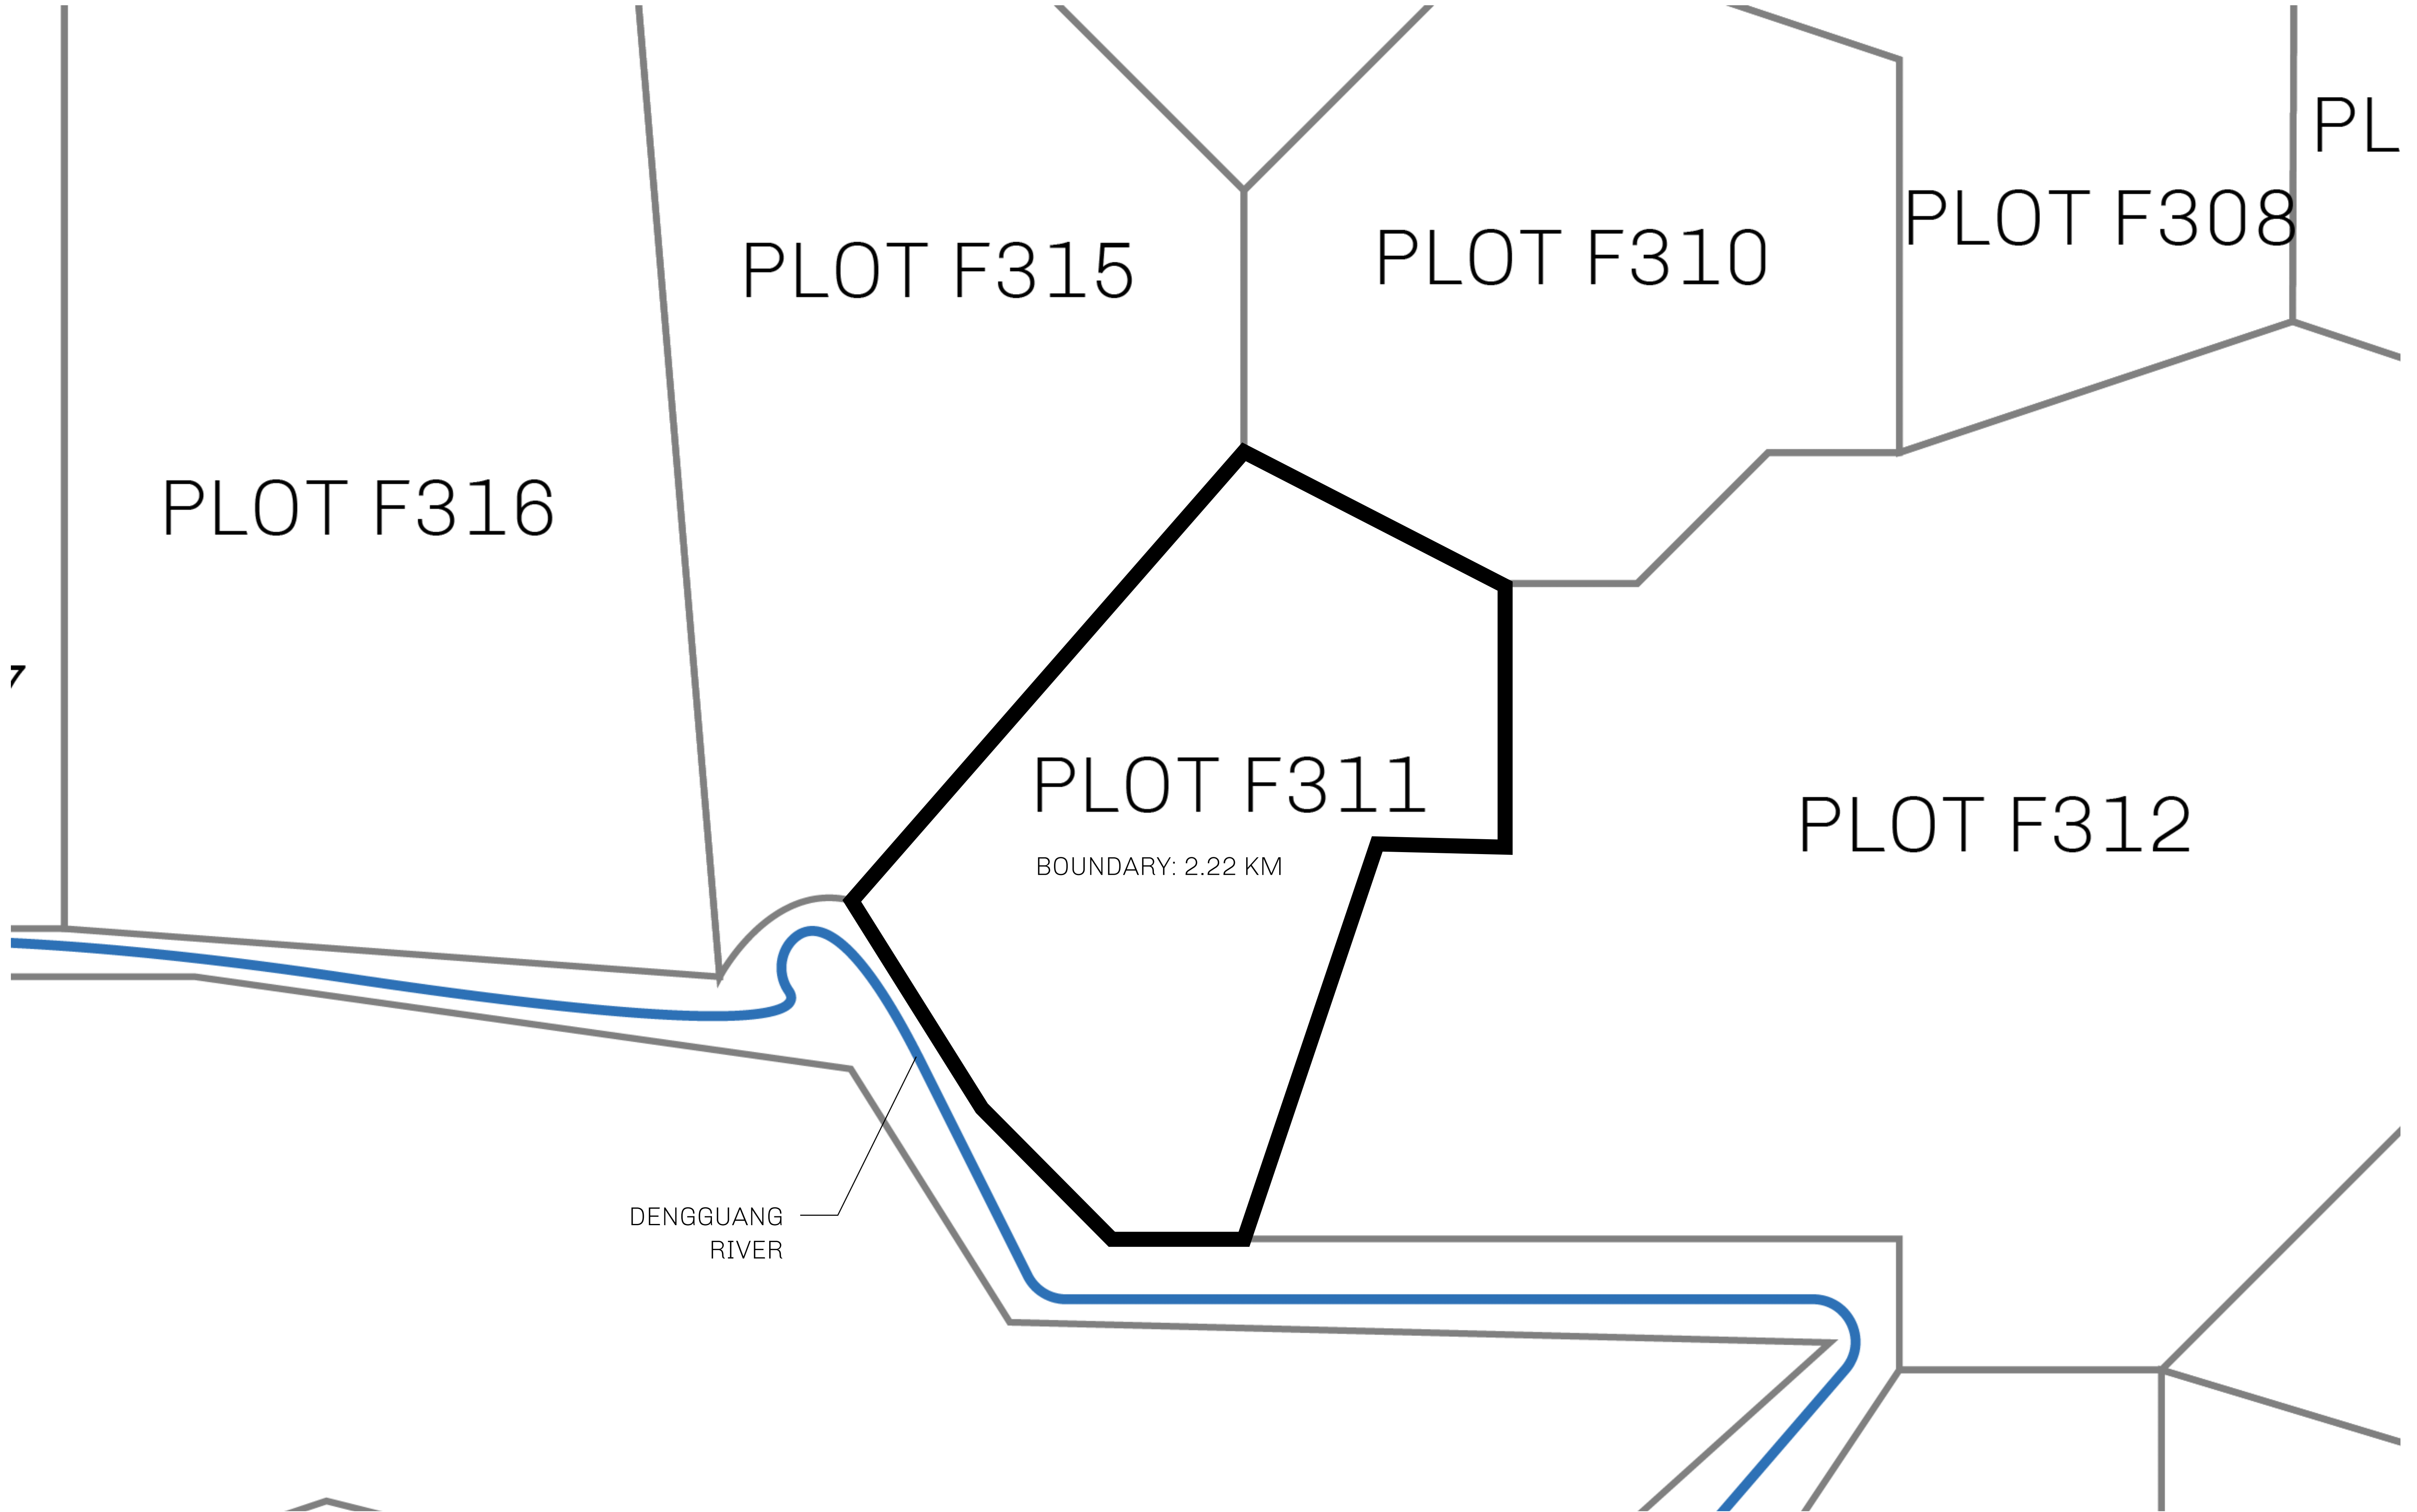 PL
PLOT F308
PLOT F310
PLOT F315
PLOT F316
7
PLOT F311
BOUNDARY: 2.22 KM
PLOT F312
DENGGUANG
RIVER